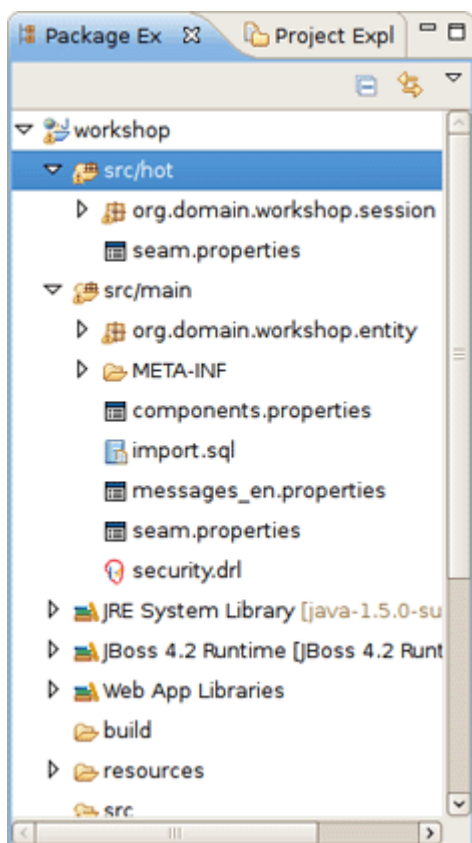 Package Ex
Project Expl
workshop
src/hot
org.domain.workshop.session
seam.properties
src/main
org.domain.workshop.entity
META-INF
components.properties
import.sql
messages_en.properties
seam.properties
security.drl
JRE System Library [java-1.5.0-su
JBoss 4.2 Runtime [JBoss 4.2 Runt
Web App Libraries
build
resources
src